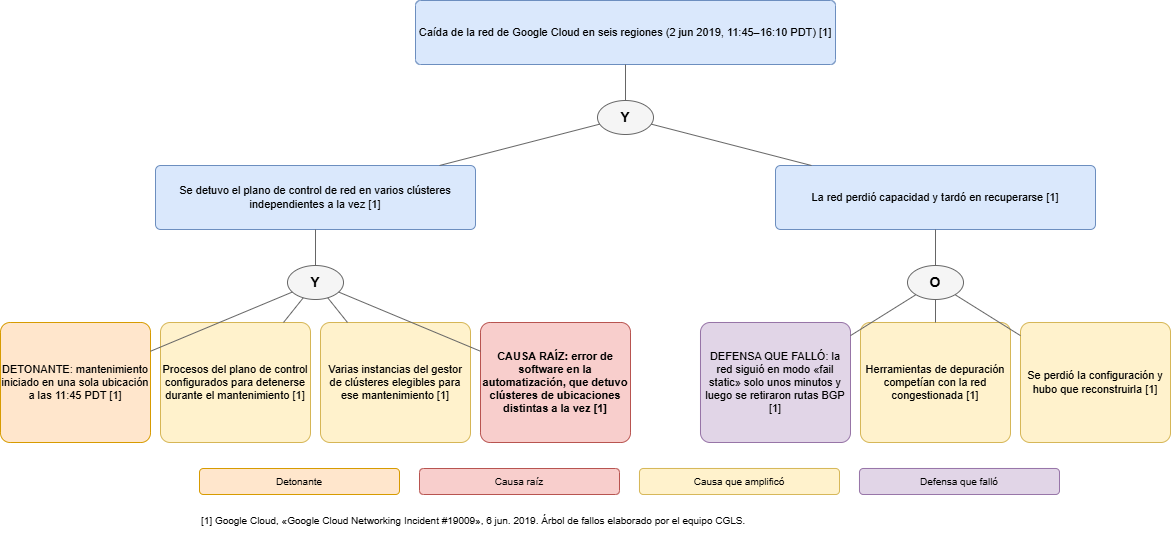 Caída de la red de Google Cloud en seis regiones (2 jun 2019, 11:45–16:10 PDT) [1]
Y
Se detuvo el plano de control de red en varios clústeres
independientes a la vez [1]
La red perdió capacidad y tardó en recuperarse [1]
Y
O
DETONANTE: mantenimiento
iniciado en una sola ubicación
a las 11:45 PDT [1]
Procesos del plano de control
configurados para detenerse
durante el mantenimiento [1]
Varias instancias del gestor
de clústeres elegibles para
ese mantenimiento [1]
CAUSA RAÍZ: error de
software en la
automatización, que detuvo
clústeres de ubicaciones
distintas a la vez [1]
DEFENSA QUE FALLÓ: la
red siguió en modo «fail
static» solo unos minutos y
luego se retiraron rutas BGP
[1]
Herramientas de depuración
competían con la red
congestionada [1]
Se perdió la configuración y
hubo que reconstruirla [1]
Detonante
Causa raíz
Causa que amplificó
Defensa que falló
[1] Google Cloud, «Google Cloud Networking Incident #19009», 6 jun. 2019. Árbol de fallos elaborado por el equipo CGLS.